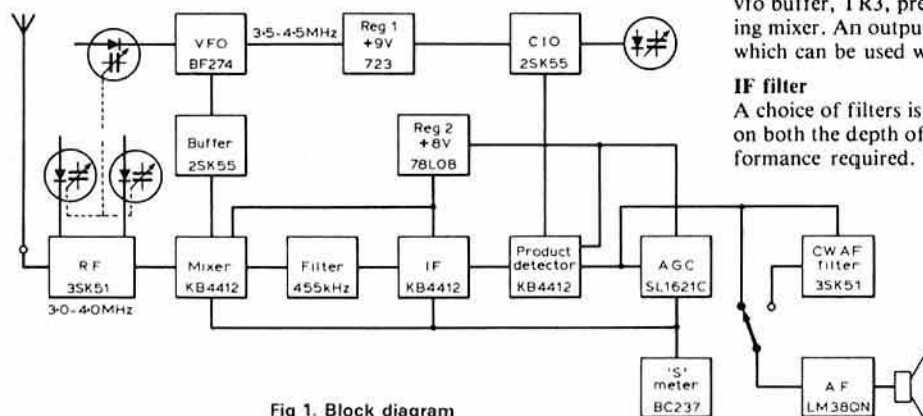 VFO
BF274
3·5-4·5MHz
Reg 1
+9V
723
CIO
2SK55
Buffer
2SK55
Reg 2
+8V
78L08
RF
3SK51
3·0-4·0MHz
Mixer
KB4412
Filter
455kHz
IF
KB4412
Product
detector
KB4412
AGC
SL1621C
CWAF
filter
3SK51
'S'
meter
BC237
AF
LM380N
Fig 1. Block diagram
vfo buffer, TR3, pre
ing mixer. An output
which can be used w
IF filter
A choice of filters is
on both the depth of
formance required.